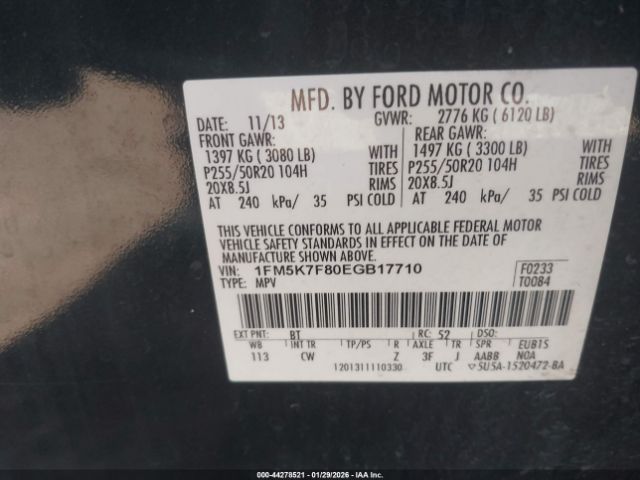 MFD. BY FORD MOTOR CO.
DATE: 11/13 GVWR: 2776 KG ( 6120 LB)
FRONT GAWR: REAR GAWR:
1397 KG ( 3080 LB) WITH 1497 KG ( 3300 LB) WITH
P255/50R20 104H TIRES P255/50R20 104H TIRES
20X8.5J RIMS 20X8.5J RIMS
AT 240 kPa/ 35 PSI COLD AT 240 kPa/ 35 PSI COLD
THIS VEHICLE CONFORMS TO ALL APPLICABLE FEDERAL MOTOR
VEHICLE SAFETY STANDARDS IN EFFECT ON THE DATE OF
MANUFACTURE SHOWN ABOVE.
VIN: 1FM5K7F80EGB17710 F0233
TYPE: MPV T0084
EXT PNT: BT RC: 52 DSO:
WB INT TR TP/PS R AXLE TR SPR EUB1S
113 CW Z 3F J AABB NOA
1201311110330 UTC ▽5U5A-1520472-BA
000-44278521 - 01/29/2026 - COPART.COM